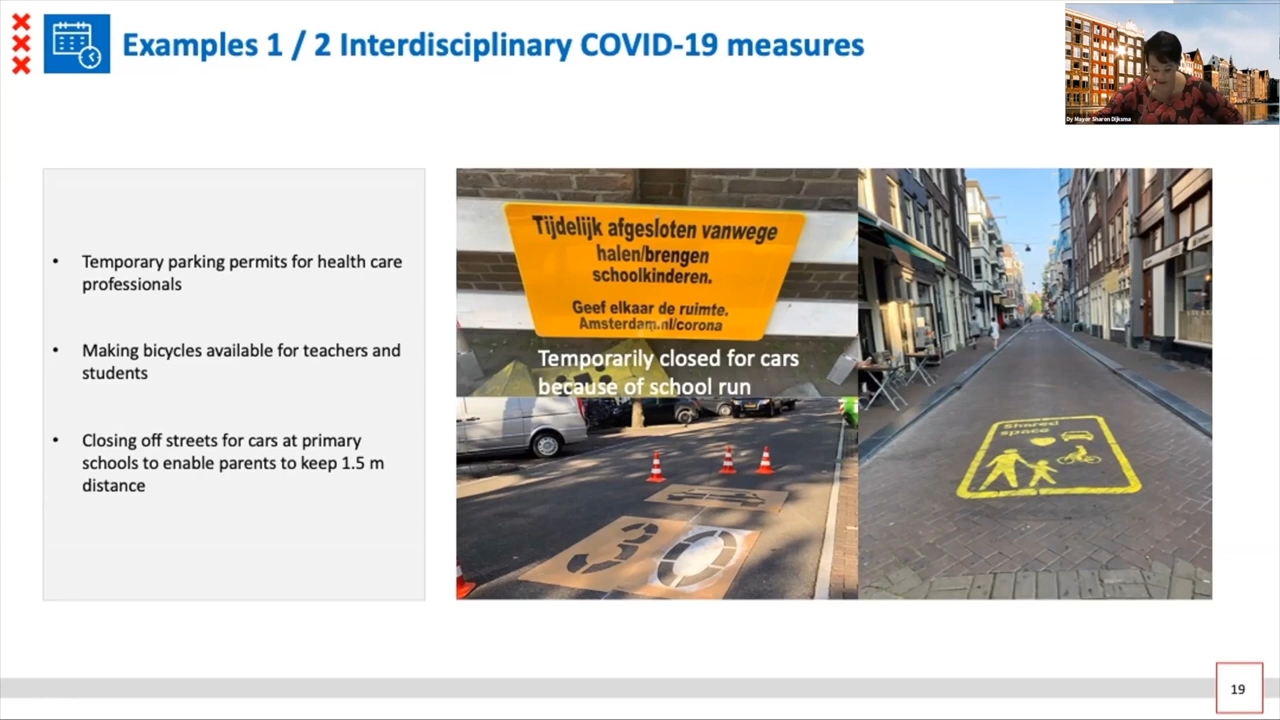 Examples 1 / 2 Interdisciplinary COVID-19 measures
Dy Mayor Sharon Dijksma
• Temporary parking permits for health care
professionals
• Making bicycles available for teachers and
students
• Closing off streets for cars at primary
schools to enable parents to keep 1.5 m
distance
Tijdelijk afgesloten vanwege
halen/brengen
schoolkinderen.
Geef elkaar de ruimte.
Amsterdam.nl/corona
Temporarily closed for cars
because of school run
30
Shared
space
19